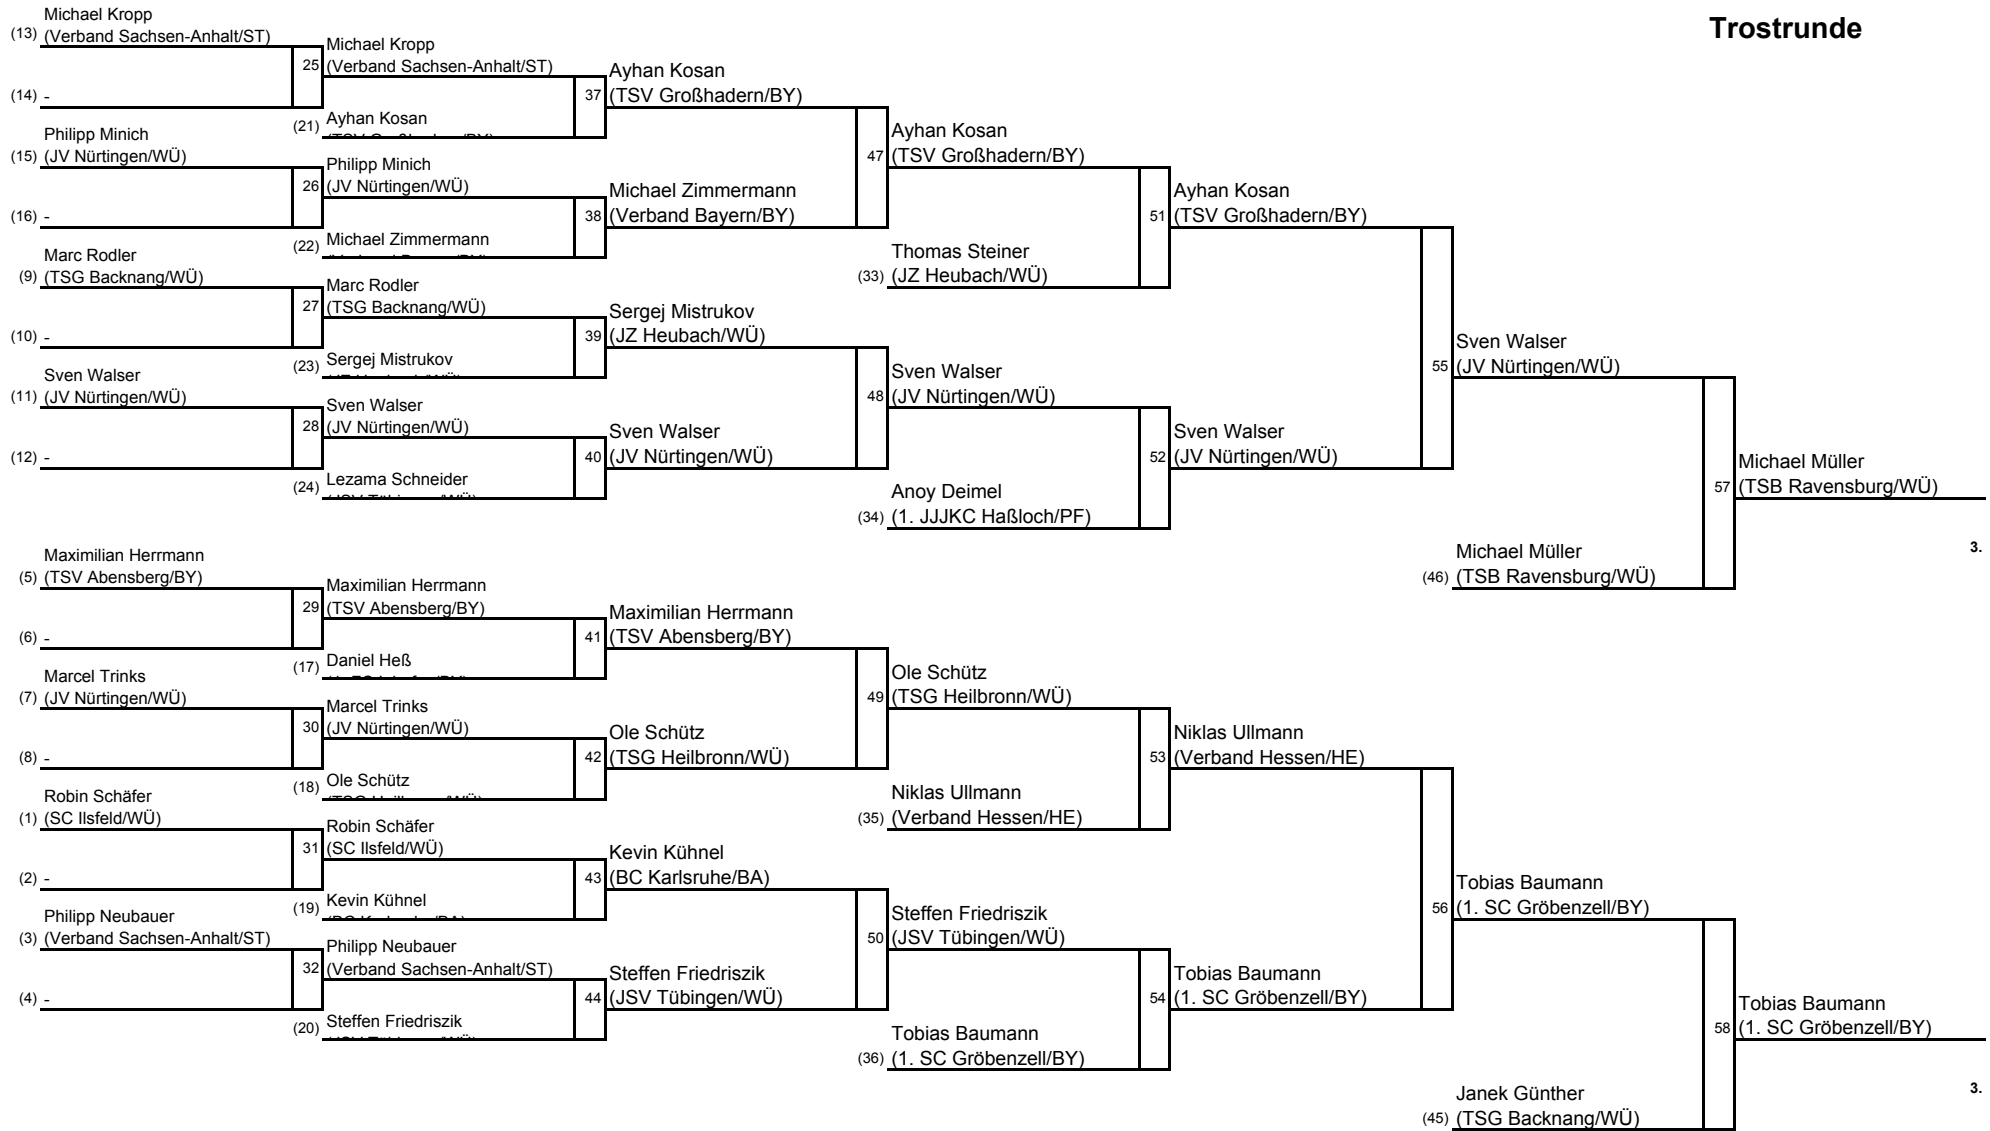 Trostrunde
Michael Kropp
(13) (Verband Sachsen-Anhalt/ST)
(14) -
Philipp Minich
(15) (JV Nürtingen/WÜ)
(16) -
Marc Rodler
(9) (TSG Backnang/WÜ)
(10) -
Sven Walser
(11) (JV Nürtingen/WÜ)
(12) -
Maximilian Herrmann
(5) (TSV Abensberg/BY)
(6) -
Marcel Trinks
(7) (JV Nürtingen/WÜ)
(8) -
Robin Schäfer
(1) (SC Ilsfeld/WÜ)
(2) -
Philipp Neubauer
(3) (Verband Sachsen-Anhalt/ST)
(4) -
Michael Kropp
25 (Verband Sachsen-Anhalt/ST)
(21) Ayhan Kosan
Philipp Minich
26 (JV Nürtingen/WÜ)
(22) Michael Zimmermann
Marc Rodler
27 (TSG Backnang/WÜ)
(23) Sergej Mistrukov
Sven Walser
28 (JV Nürtingen/WÜ)
(24) Lezama Schneider
Maximilian Herrmann
29 (TSV Abensberg/BY)
(17) Daniel Heß
Marcel Trinks
30 (JV Nürtingen/WÜ)
(18) Ole Schütz
Robin Schäfer
31 (SC Ilsfeld/WÜ)
(19) Kevin Kühnel
Philipp Neubauer
32 (Verband Sachsen-Anhalt/ST)
(20) Steffen Friedriszik
Ayhan Kosan
37 (TSV Großhadern/BY)
Michael Zimmermann
38 (Verband Bayern/BY)
Sergej Mistrukov
39 (JZ Heubach/WÜ)
Sven Walser
40 (JV Nürtingen/WÜ)
Maximilian Herrmann
41 (TSV Abensberg/BY)
Ole Schütz
42 (TSG Heilbronn/WÜ)
Kevin Kühnel
43 (BC Karlsruhe/BA)
Steffen Friedriszik
44 (JSV Tübingen/WÜ)
Ayhan Kosan
47 (TSV Großhadern/BY)
Thomas Steiner
(33) (JZ Heubach/WÜ)
Sven Walser
48 (JV Nürtingen/WÜ)
Anoy Deimel
(34) (1. JJJKC Haßloch/PF)
Ole Schütz
49 (TSG Heilbronn/WÜ)
Niklas Ullmann
(35) (Verband Hessen/HE)
Steffen Friedriszik
50 (JSV Tübingen/WÜ)
Tobias Baumann
(36) (1. SC Gröbenzell/BY)
Ayhan Kosan
51 (TSV Großhadern/BY)
Sven Walser
52 (JV Nürtingen/WÜ)
Niklas Ullmann
53 (Verband Hessen/HE)
Tobias Baumann
54 (1. SC Gröbenzell/BY)
Sven Walser
55 (JV Nürtingen/WÜ)
Michael Müller
(46) (TSB Ravensburg/WÜ)
Tobias Baumann
56 (1. SC Gröbenzell/BY)
Janek Günther
(45) (TSG Backnang/WÜ)
Michael Müller
57 (TSB Ravensburg/WÜ)
3.
Tobias Baumann
58 (1. SC Gröbenzell/BY)
3.